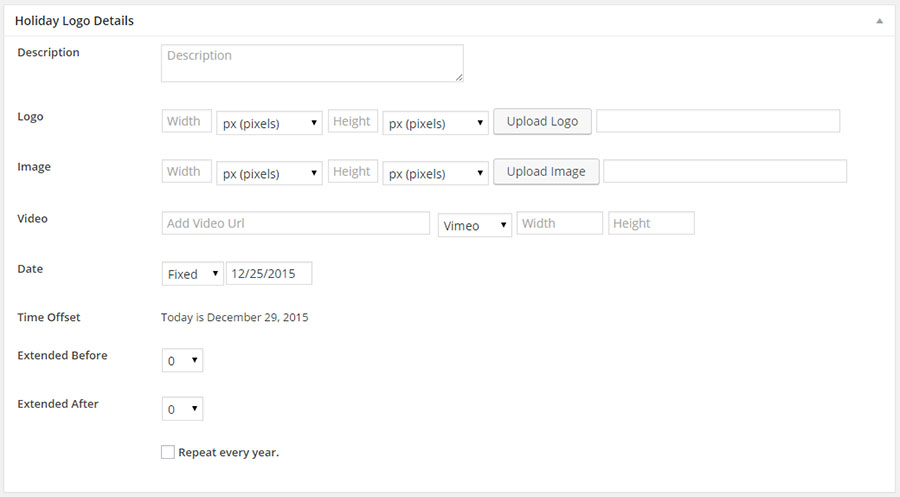 Holiday Logo Details
Description Description
Logo Width px (pixels) Height px (pixels) Upload Logo
Image Width px (pixels) Height px (pixels) Upload Image
Video Add Video Url Vimeo Width Height
Date Fixed 12/25/2015
Time Offset Today is December 29, 2015
Extended Before 0
Extended After 0
Repeat every year.